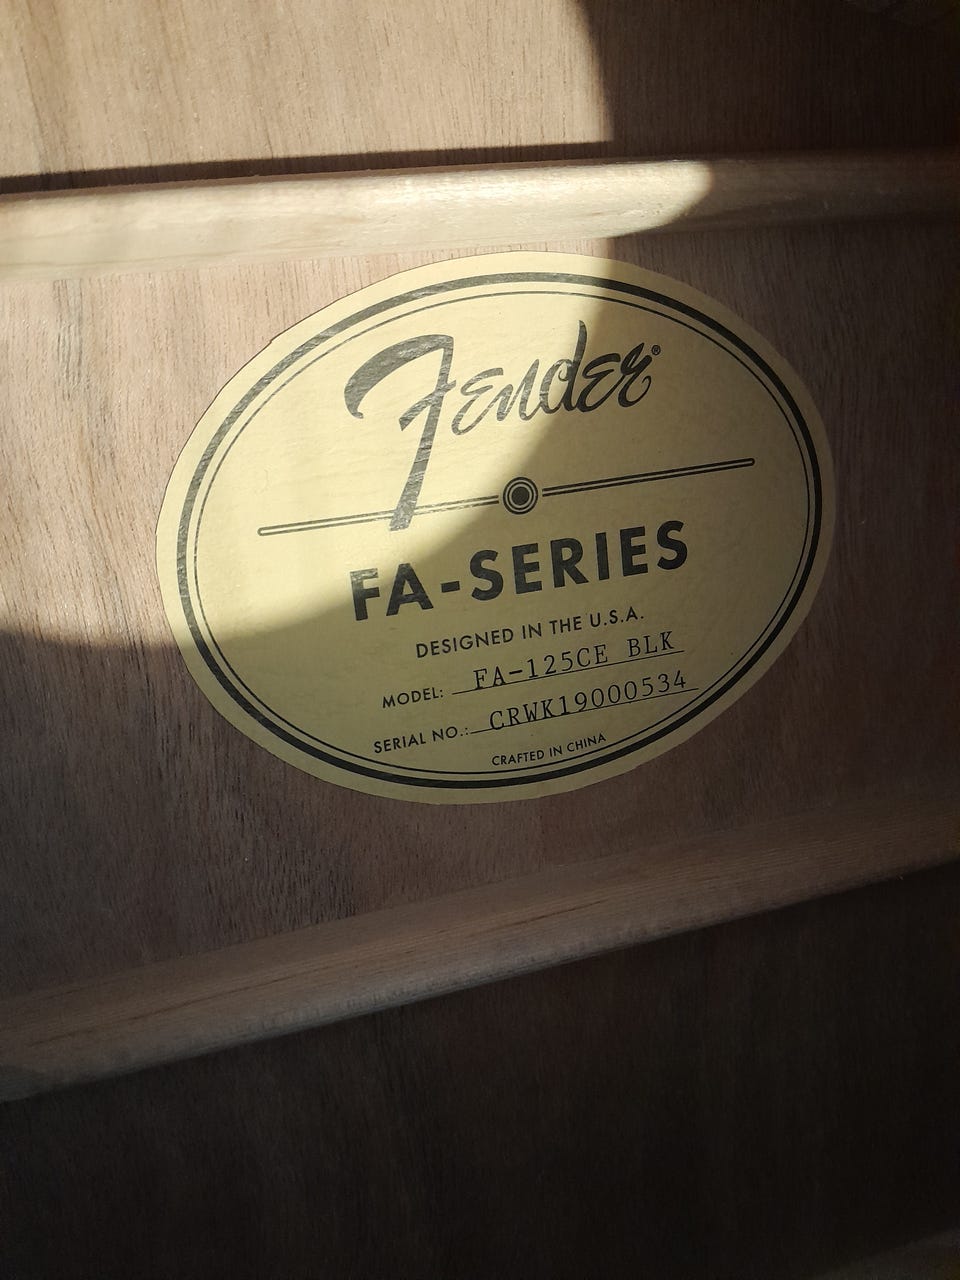 Fender®
FA-SERIES
DESIGNED IN THE U.S.A.
MODEL: FA-125CE BLK
SERIAL NO.: CRWK19000534
CRAFTED IN CHINA